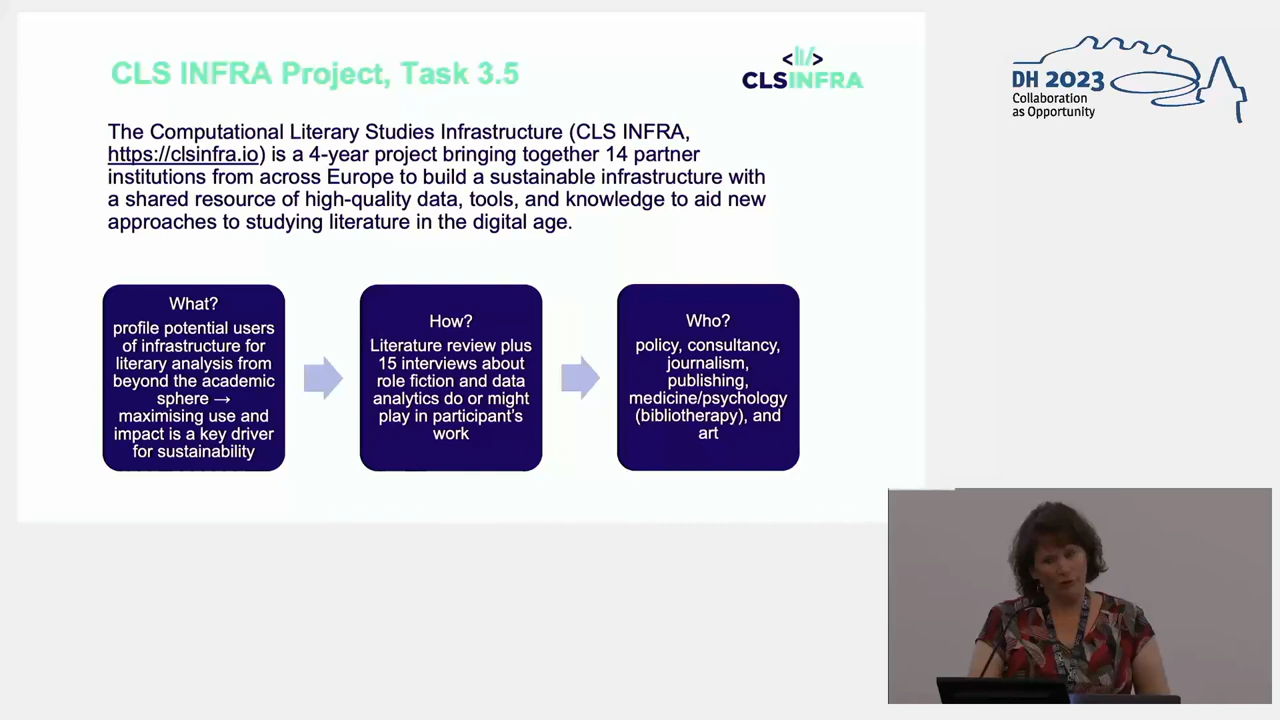 CLS INFRA Project, Task 3.5
CLSINFRA
DH 2023
Collaboration
as Opportunity
The Computational Literary Studies Infrastructure (CLS INFRA,
https://clsinfra.io) is a 4-year project bringing together 14 partner
institutions from across Europe to build a sustainable infrastructure with
a shared resource of high-quality data, tools, and knowledge to aid new
approaches to studying literature in the digital age.
What?
profile potential users
of infrastructure for
literary analysis from
beyond the academic
sphere →
maximising use and
impact is a key driver
for sustainability
How?
Literature review plus
15 interviews about
role fiction and data
analytics do or might
play in participant's
work
Who?
policy, consultancy,
journalism,
publishing,
medicine/psychology
(bibliotherapy), and
art